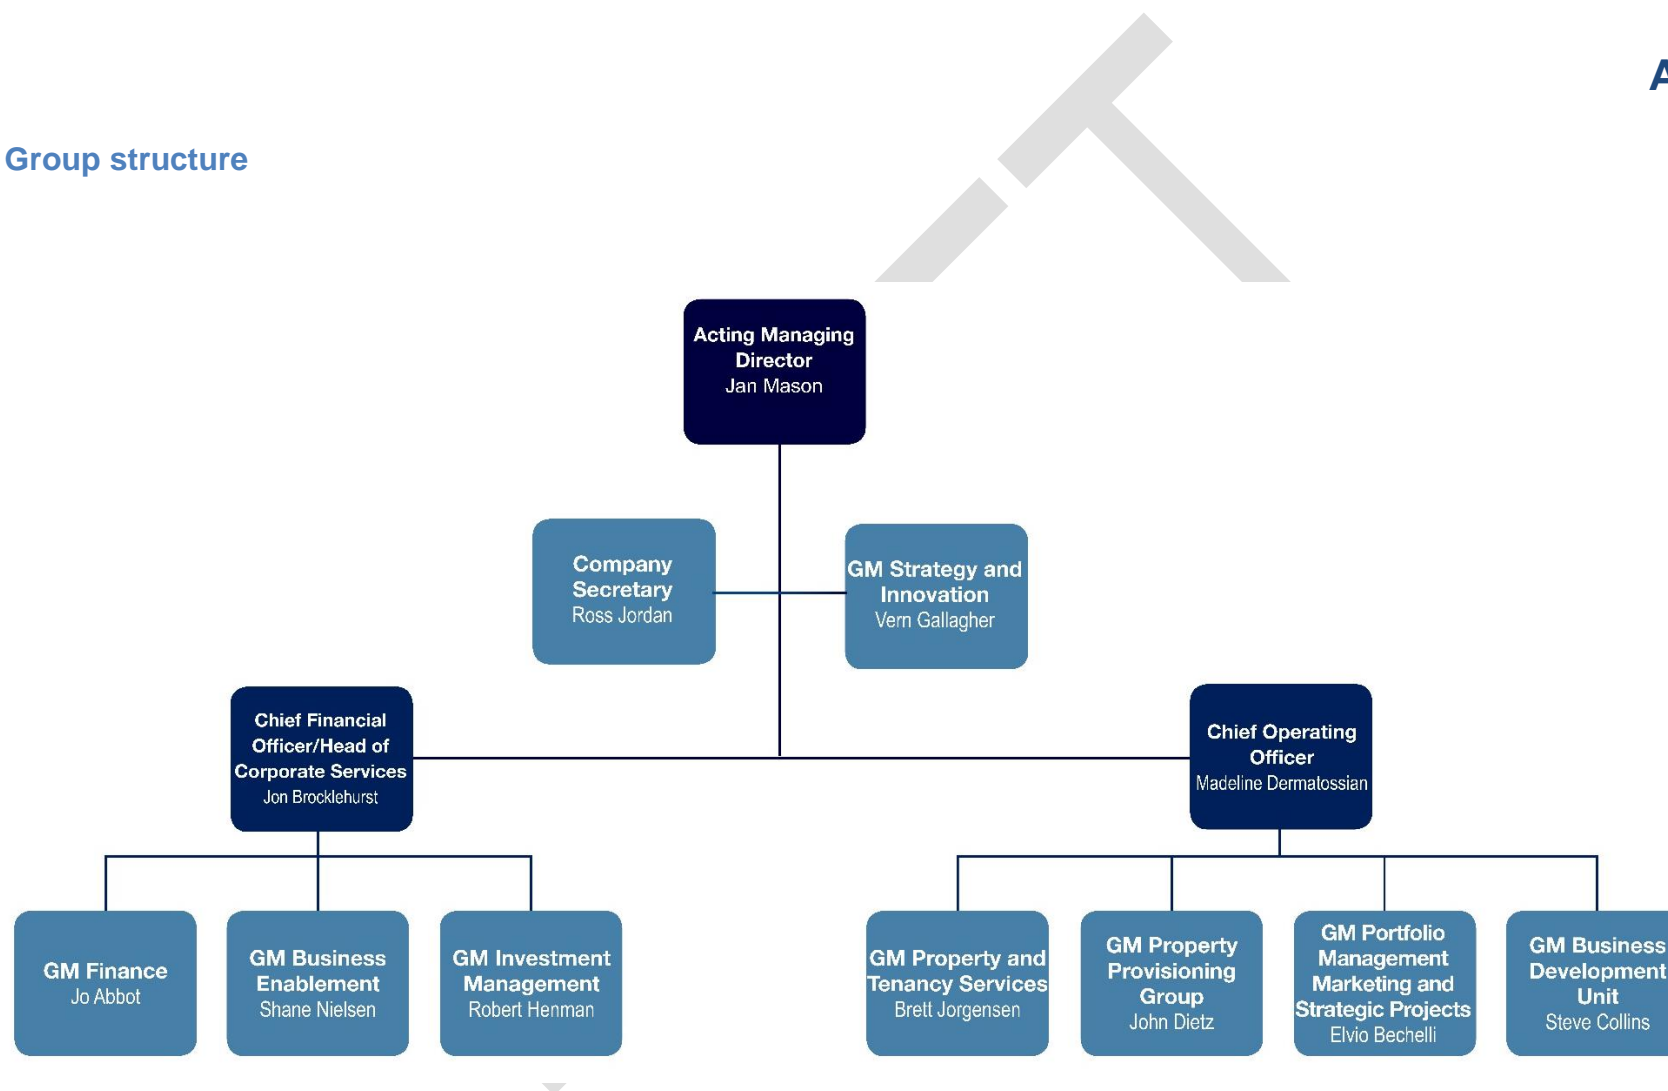 A
Group structure
Acting Managing
Director
Jan Mason
Company
Secretary
Ross Jordan
GM Strategy and
Innovation
Vern Gallagher
Chief Financial
Officer/Head of
Corporate Services
Jon Brocklehurst
Chief Operating
Officer
Madeline Dermatossian
GM Finance
Jo Abbot
GM Business
Enablement
Shane Nielsen
GM Investment
Management
Robert Henman
GM Property and
Tenancy Services
Brett Jorgensen
GM Property
Provisioning
Group
John Dietz
GM Portfolio
Management
Marketing and
Strategic Projects
Elvio Bechelli
GM Business
Development
Unit
Steve Collins